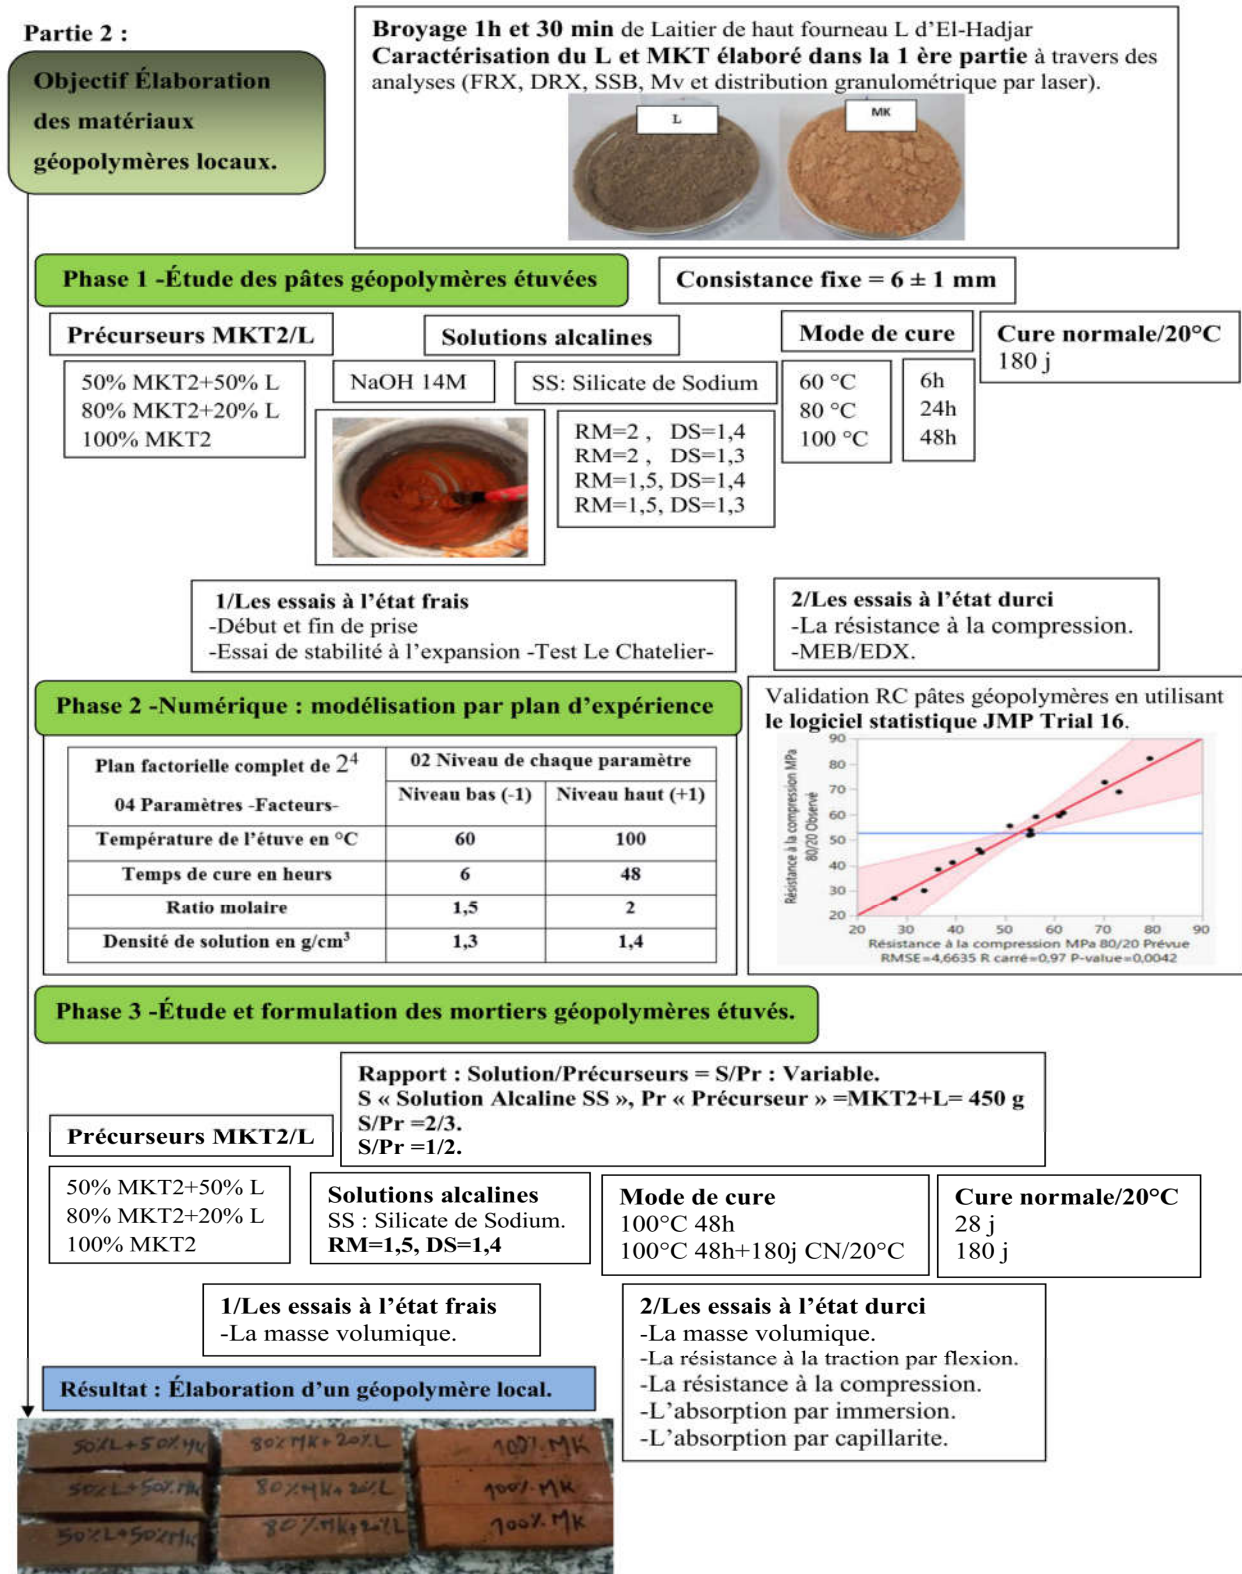 Partie 2 :
Objectif Élaboration
des matériaux
géopolymères locaux.
Broyage 1h et 30 min de Laitier de haut fourneau L d'El-Hadjar
Caractérisation du L et MKT élaboré dans la 1 ère partie à travers des
analyses (FRX, DRX, SSB, Mv et distribution granulométrique par laser).
L
MK
Phase 1 -Étude des pâtes géopolymères étuvées
Consistance fixe = 6 ± 1 mm
Précurseurs MKT2/L
50% MKT2+50% L
80% MKT2+20% L
100% MKT2
Solutions alcalines
NaOH 14M
SS: Silicate de Sodium
RM=2 , DS=1,4
RM=2 , DS=1,3
RM=1,5, DS=1,4
RM=1,5, DS=1,3
Mode de cure
60 °C
80 °C
100 °C
6h
24h
48h
Cure normale/20°C
180 j
1/Les essais à l'état frais
-Début et fin de prise
-Essai de stabilité à l'expansion -Test Le Chatelier-
2/Les essais à l'état durci
-La résistance à la compression.
-MEB/EDX.
Phase 2 -Numérique : modélisation par plan d'expérience
Plan factorielle complet de 2⁴
04 Paramètres -Facteurs-
02 Niveau de chaque paramètre
Niveau bas (-1) Niveau haut (+1)
Température de l'étuve en °C 60 100
Temps de cure en heurs 6 48
Ratio molaire 1,5 2
Densité de solution en g/cm³ 1,3 1,4
Validation RC pâtes géopolymères en utilisant
le logiciel statistique JMP Trial 16.
Résistance à la compression MPa
80/20 Observé
90
80
70
60
50
40
30
20
20 30 40 50 60 70 80 90
Résistance à la compression MPa 80/20 Prévue
RMSE=4,6635 R carré=0,97 P-value=0,0042
Phase 3 -Étude et formulation des mortiers géopolymères étuvés.
Rapport : Solution/Précurseurs = S/Pr : Variable.
S « Solution Alcaline SS », Pr « Précurseur » =MKT2+L= 450 g
S/Pr =2/3.
S/Pr =1/2.
Précurseurs MKT2/L
50% MKT2+50% L
80% MKT2+20% L
100% MKT2
Solutions alcalines
SS : Silicate de Sodium.
RM=1,5, DS=1,4
Mode de cure
100°C 48h
100°C 48h+180j CN/20°C
Cure normale/20°C
28 j
180 j
1/Les essais à l'état frais
-La masse volumique.
2/Les essais à l'état durci
-La masse volumique.
-La résistance à la traction par flexion.
-La résistance à la compression.
-L'absorption par immersion.
-L'absorption par capillarite.
Résultat : Élaboration d'un géopolymère local.
50%L+50%MK 80%MK+20%L 100%MK
50%L+50%MK 80%MK+20%L 100%MK
50%L+50%MK 80%MK+20%L 100%MK